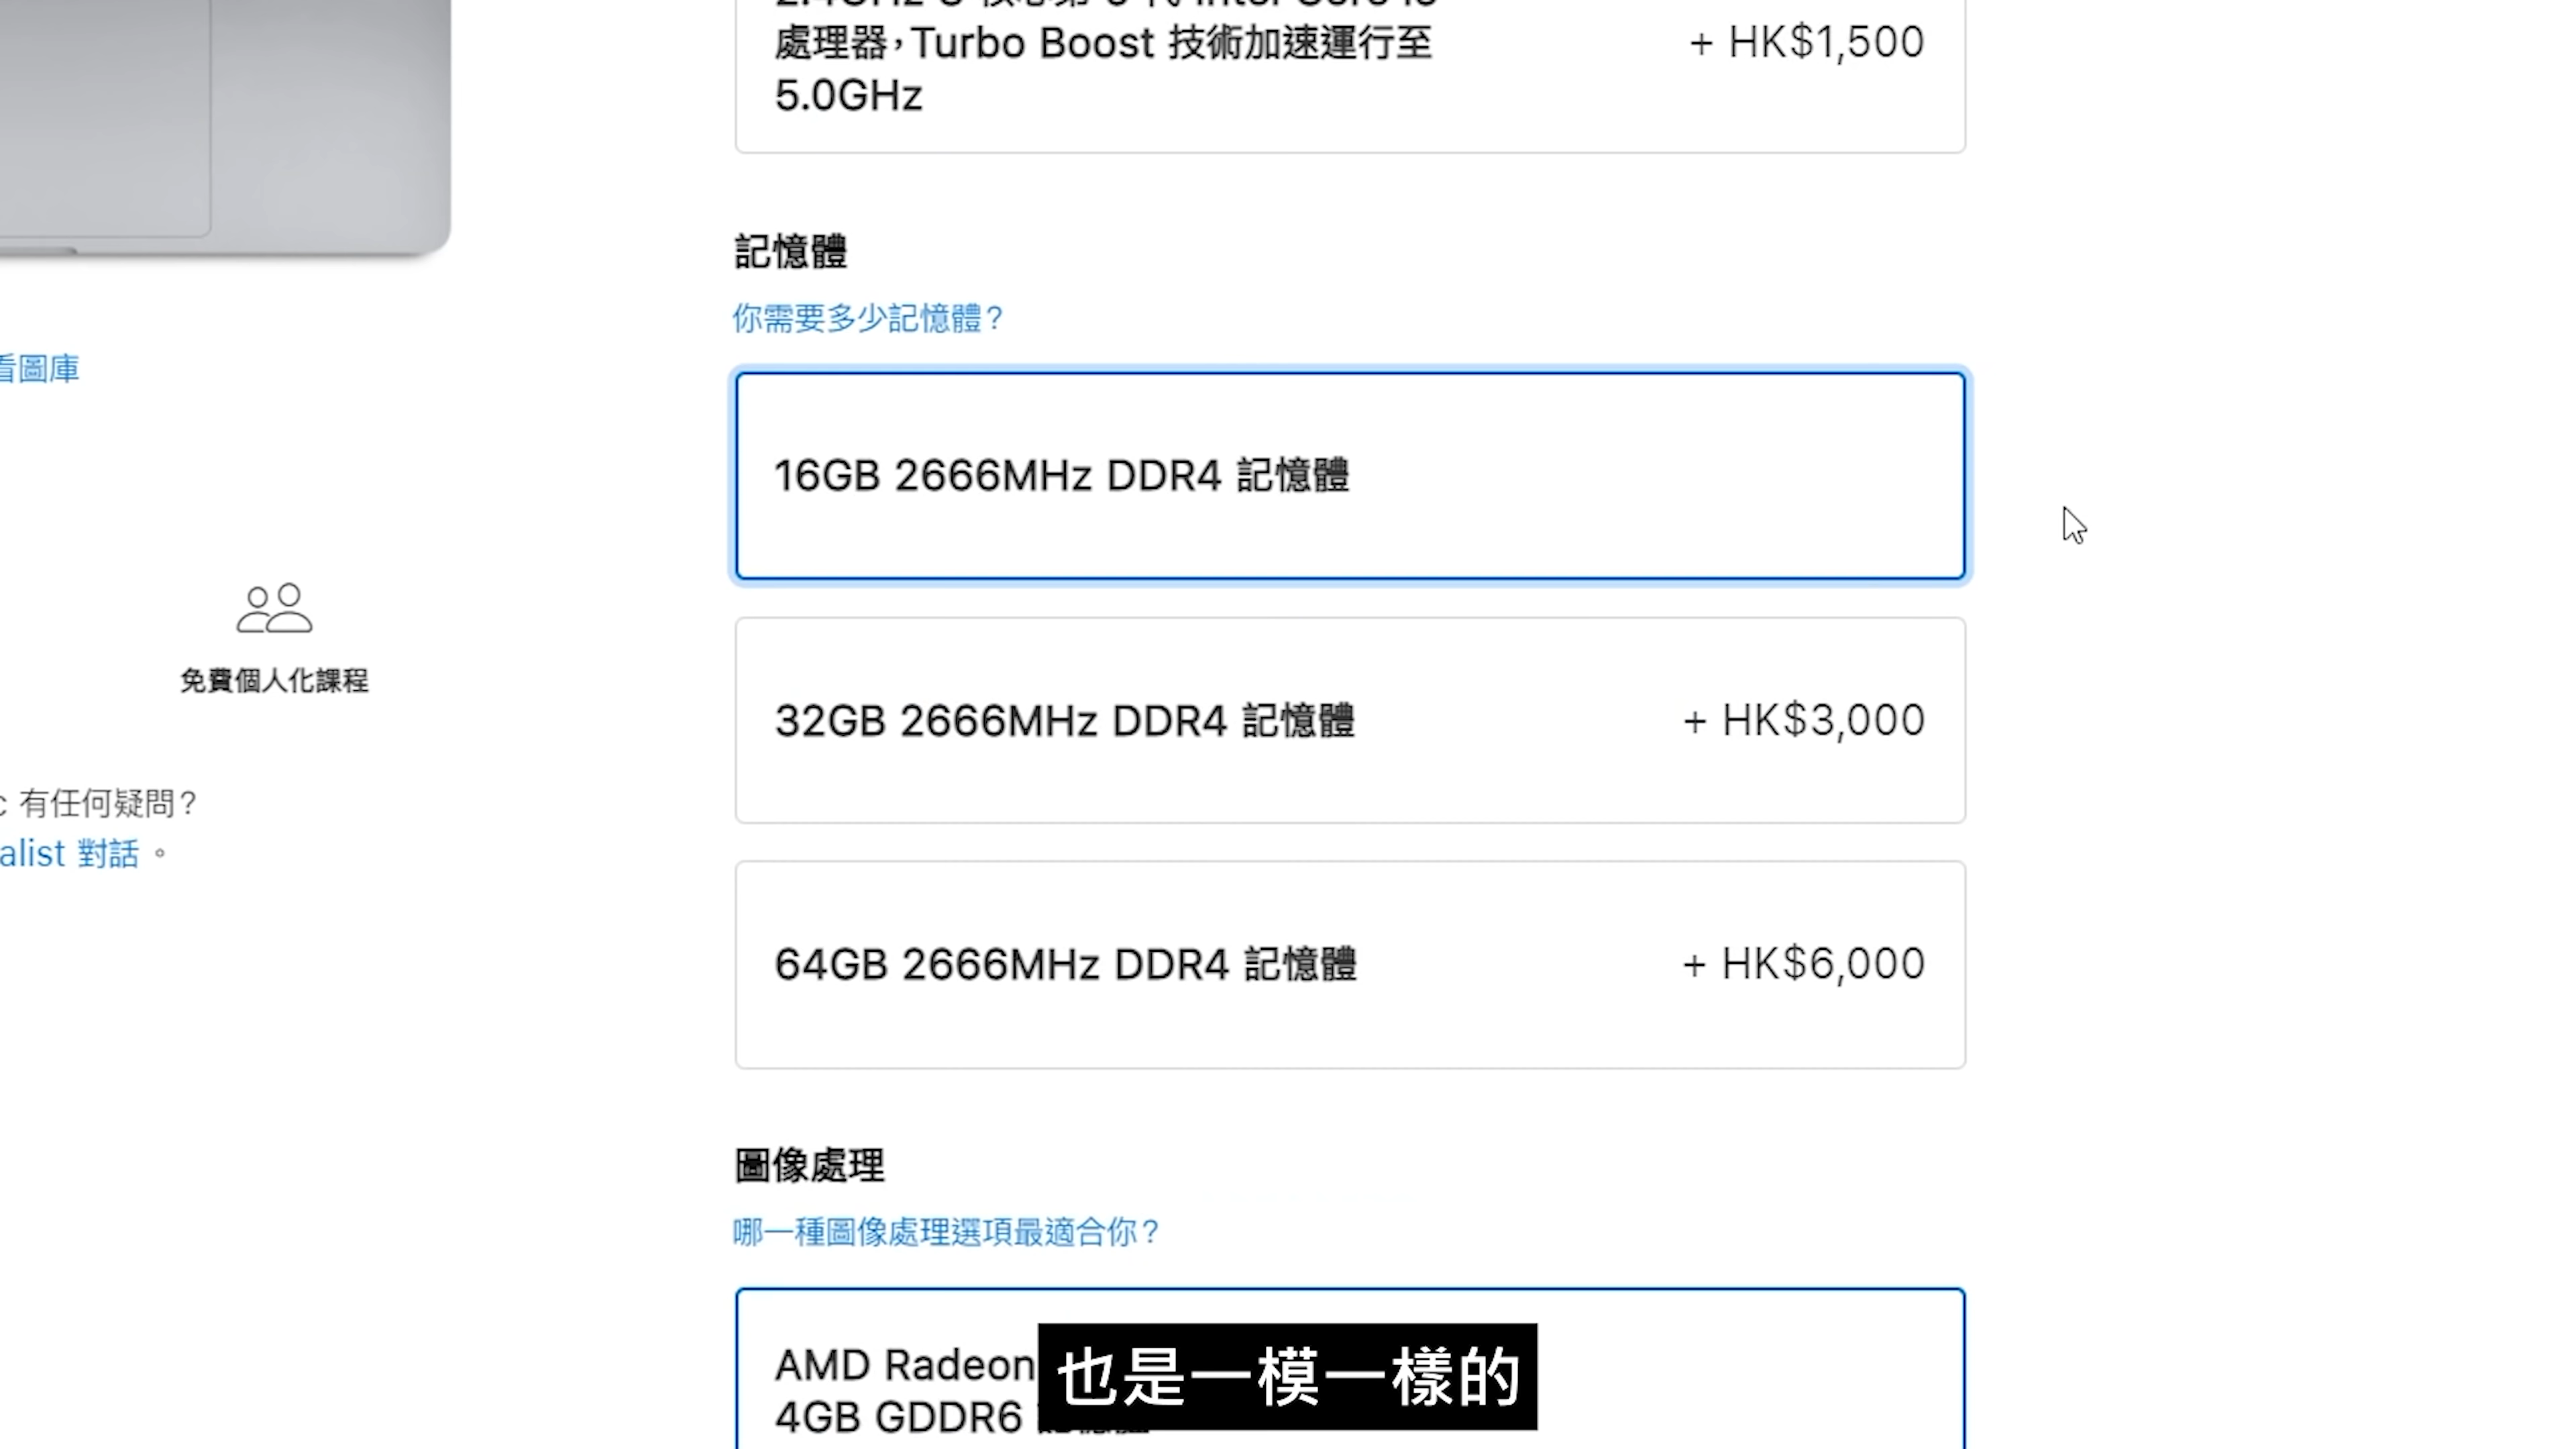 處理器，Turbo Boost 技術加速運行至
5.0GHz
+ HK$1,500
記憶體
你需要多少記憶體？
16GB 2666MHz DDR4 記憶體
32GB 2666MHz DDR4 記憶體
+ HK$3,000
64GB 2666MHz DDR4 記憶體
+ HK$6,000
圖像處理
哪一種圖像處理選項最適合你？
AMD Radeon
4GB GDDR6
看圖庫
免費個人化課程
有任何疑問？
alist 對話。
也是一模一樣的